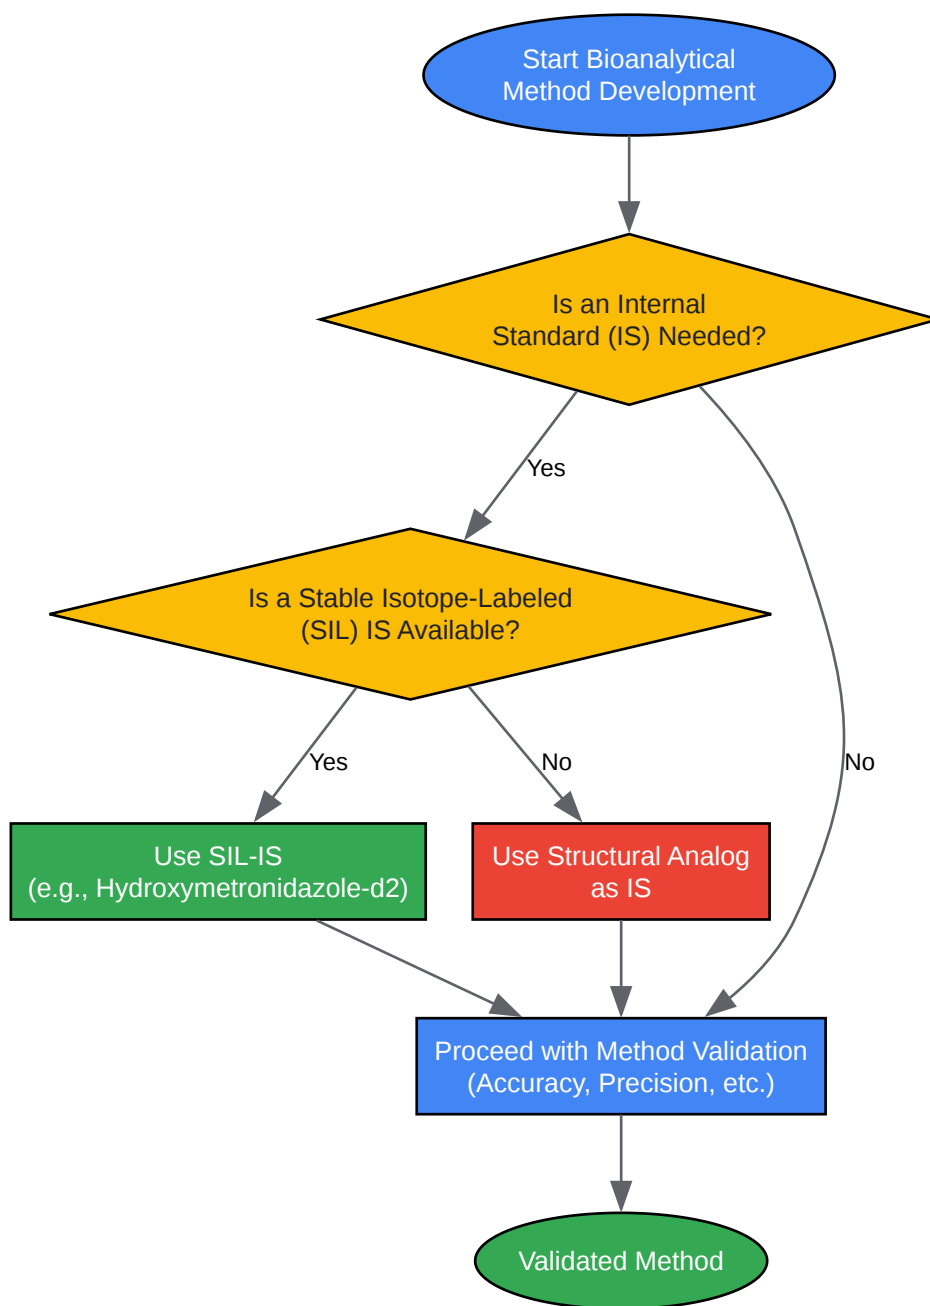 Start Bioanalytical
Method Development
Is an Internal
Standard (IS) Needed?
Yes
Is a Stable Isotope-Labeled
(SIL) IS Available?
Yes
No
No
Use SIL-IS
(e.g., Hydroxymetronidazole-d2)
Use Structural Analog
as IS
Proceed with Method Validation
(Accuracy, Precision, etc.)
Validated Method